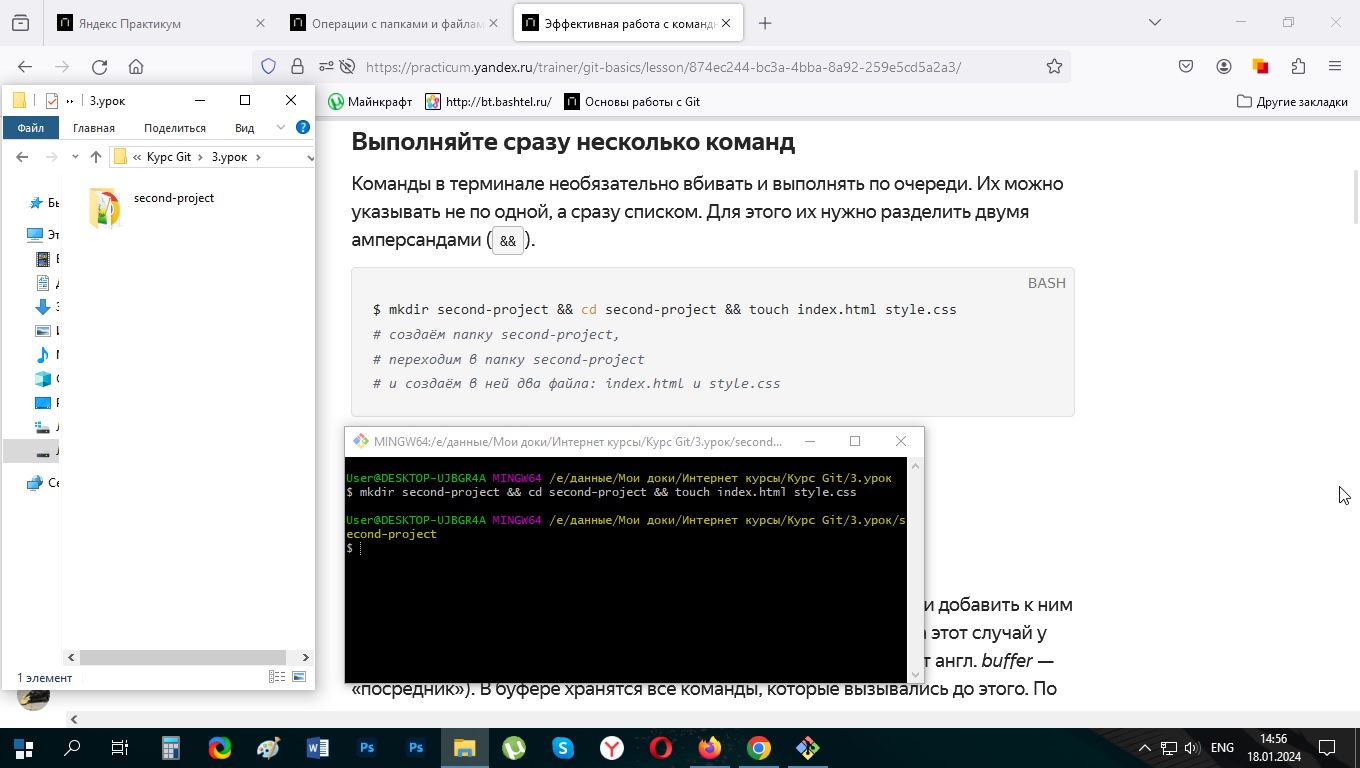 Яндекс Практикум
Операции с папками и файлам
Эффективная работа с команд
https://practicum.yandex.ru/trainer/git-basics/lesson/874ec244-bc3a-4bba-8a92-259e5cd5a2a3/
Майнкрафт
http://bt.bashtel.ru/
Основы работы с Git
Другие закладки
3.урок
Файл
Главная
Поделиться
Вид
« Курс Git › 3.урок ›
Бы
Эт
second-project
Се
1 элемент
Выполняйте сразу несколько команд
Команды в терминале необязательно вбивать и выполнять по очереди. Их можно
указывать не по одной, а сразу списком. Для этого их нужно разделить двумя
амперсандами ( && ).
BASH
$ mkdir second-project && cd second-project && touch index.html style.css
# создаём папку second-project,
# переходим в папку second-project
# и создаём в ней два файла: index.html и style.css
MINGW64:/e/данные/Мои доки/Интернет курсы/Курс Git/3.урок/second...
User@DESKTOP-UJBGR4A MINGW64 /e/данные/Мои доки/Интернет курсы/Курс Git/3.урок
$ mkdir second-project && cd second-project && touch index.html style.css
User@DESKTOP-UJBGR4A MINGW64 /e/данные/Мои доки/Интернет курсы/Курс Git/3.урок/s
econd-project
$
и добавить к ним
этот случай у
т англ. buffer —
«посредник»). В буфере хранятся все команды, которые вызывались до этого. По
ENG
14:56
18.01.2024